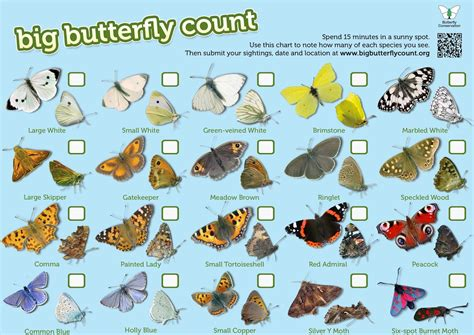 big butterfly count
Spend 15 minutes in a sunny spot.
Use this chart to note how many of each species you see.
Then submit your sightings, date and location at www.bigbutterflycount.org
Butterfly
Conservation
Large White
Small White
Green-veined White
Brimstone
Marbled White
Large Skipper
Gatekeeper
Meadow Brown
Ringlet
Speckled Wood
Comma
Painted Lady
Small Tortoiseshell
Red Admiral
Peacock
Common Blue
Holly Blue
Small Copper
Silver Y Moth
Six-spot Burnet Moth